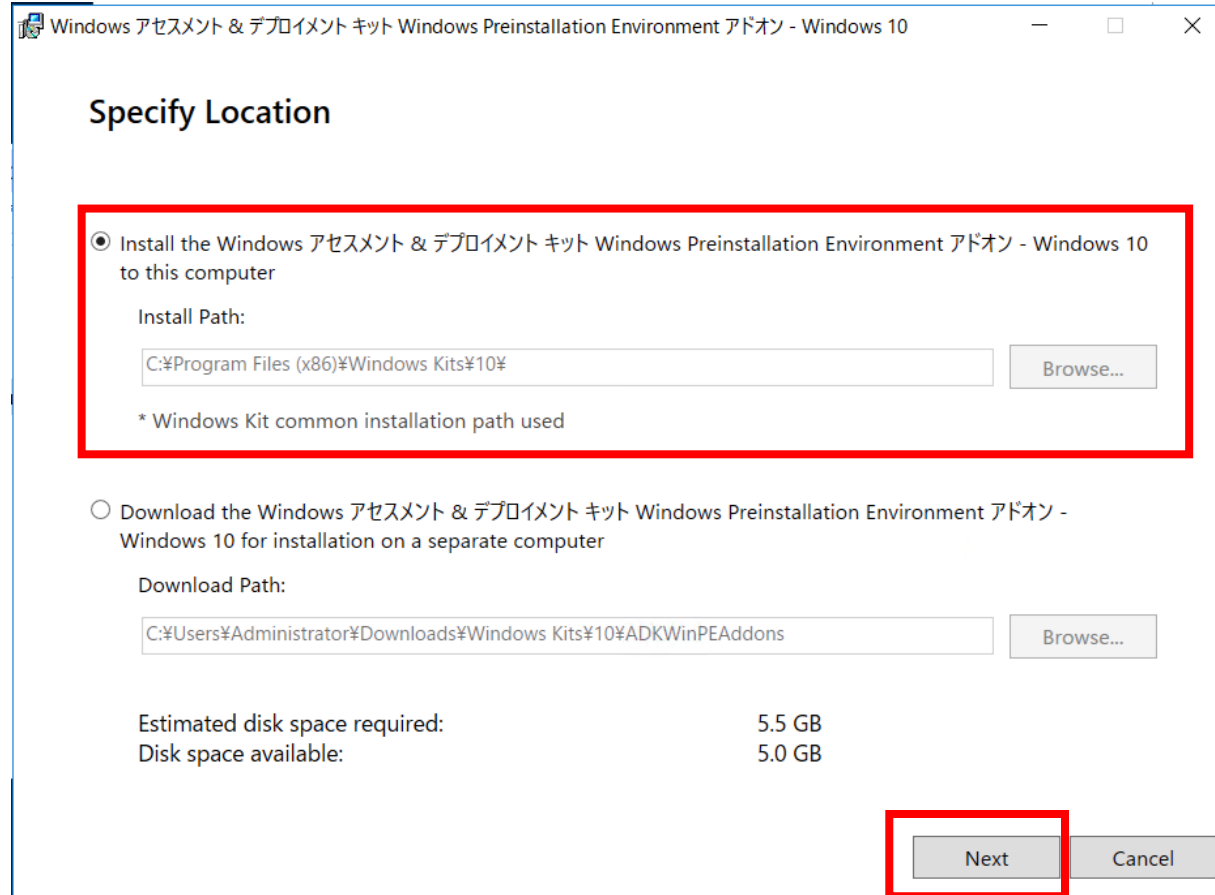 Windows アセスメント & デプロイメント キット Windows Preinstallation Environment アドオン - Windows 10
Specify Location
Install the Windows アセスメント & デプロイメント キット Windows Preinstallation Environment アドオン - Windows 10
to this computer
Install Path:
C:¥Program Files (x86)¥Windows Kits¥10¥
Browse...
* Windows Kit common installation path used
Download the Windows アセスメント & デプロイメント キット Windows Preinstallation Environment アドオン -
Windows 10 for installation on a separate computer
Download Path:
C:¥Users¥Administrator¥Downloads¥Windows Kits¥10¥ADKWinPEAddons
Browse...
Estimated disk space required: 5.5 GB
Disk space available: 5.0 GB
Next Cancel